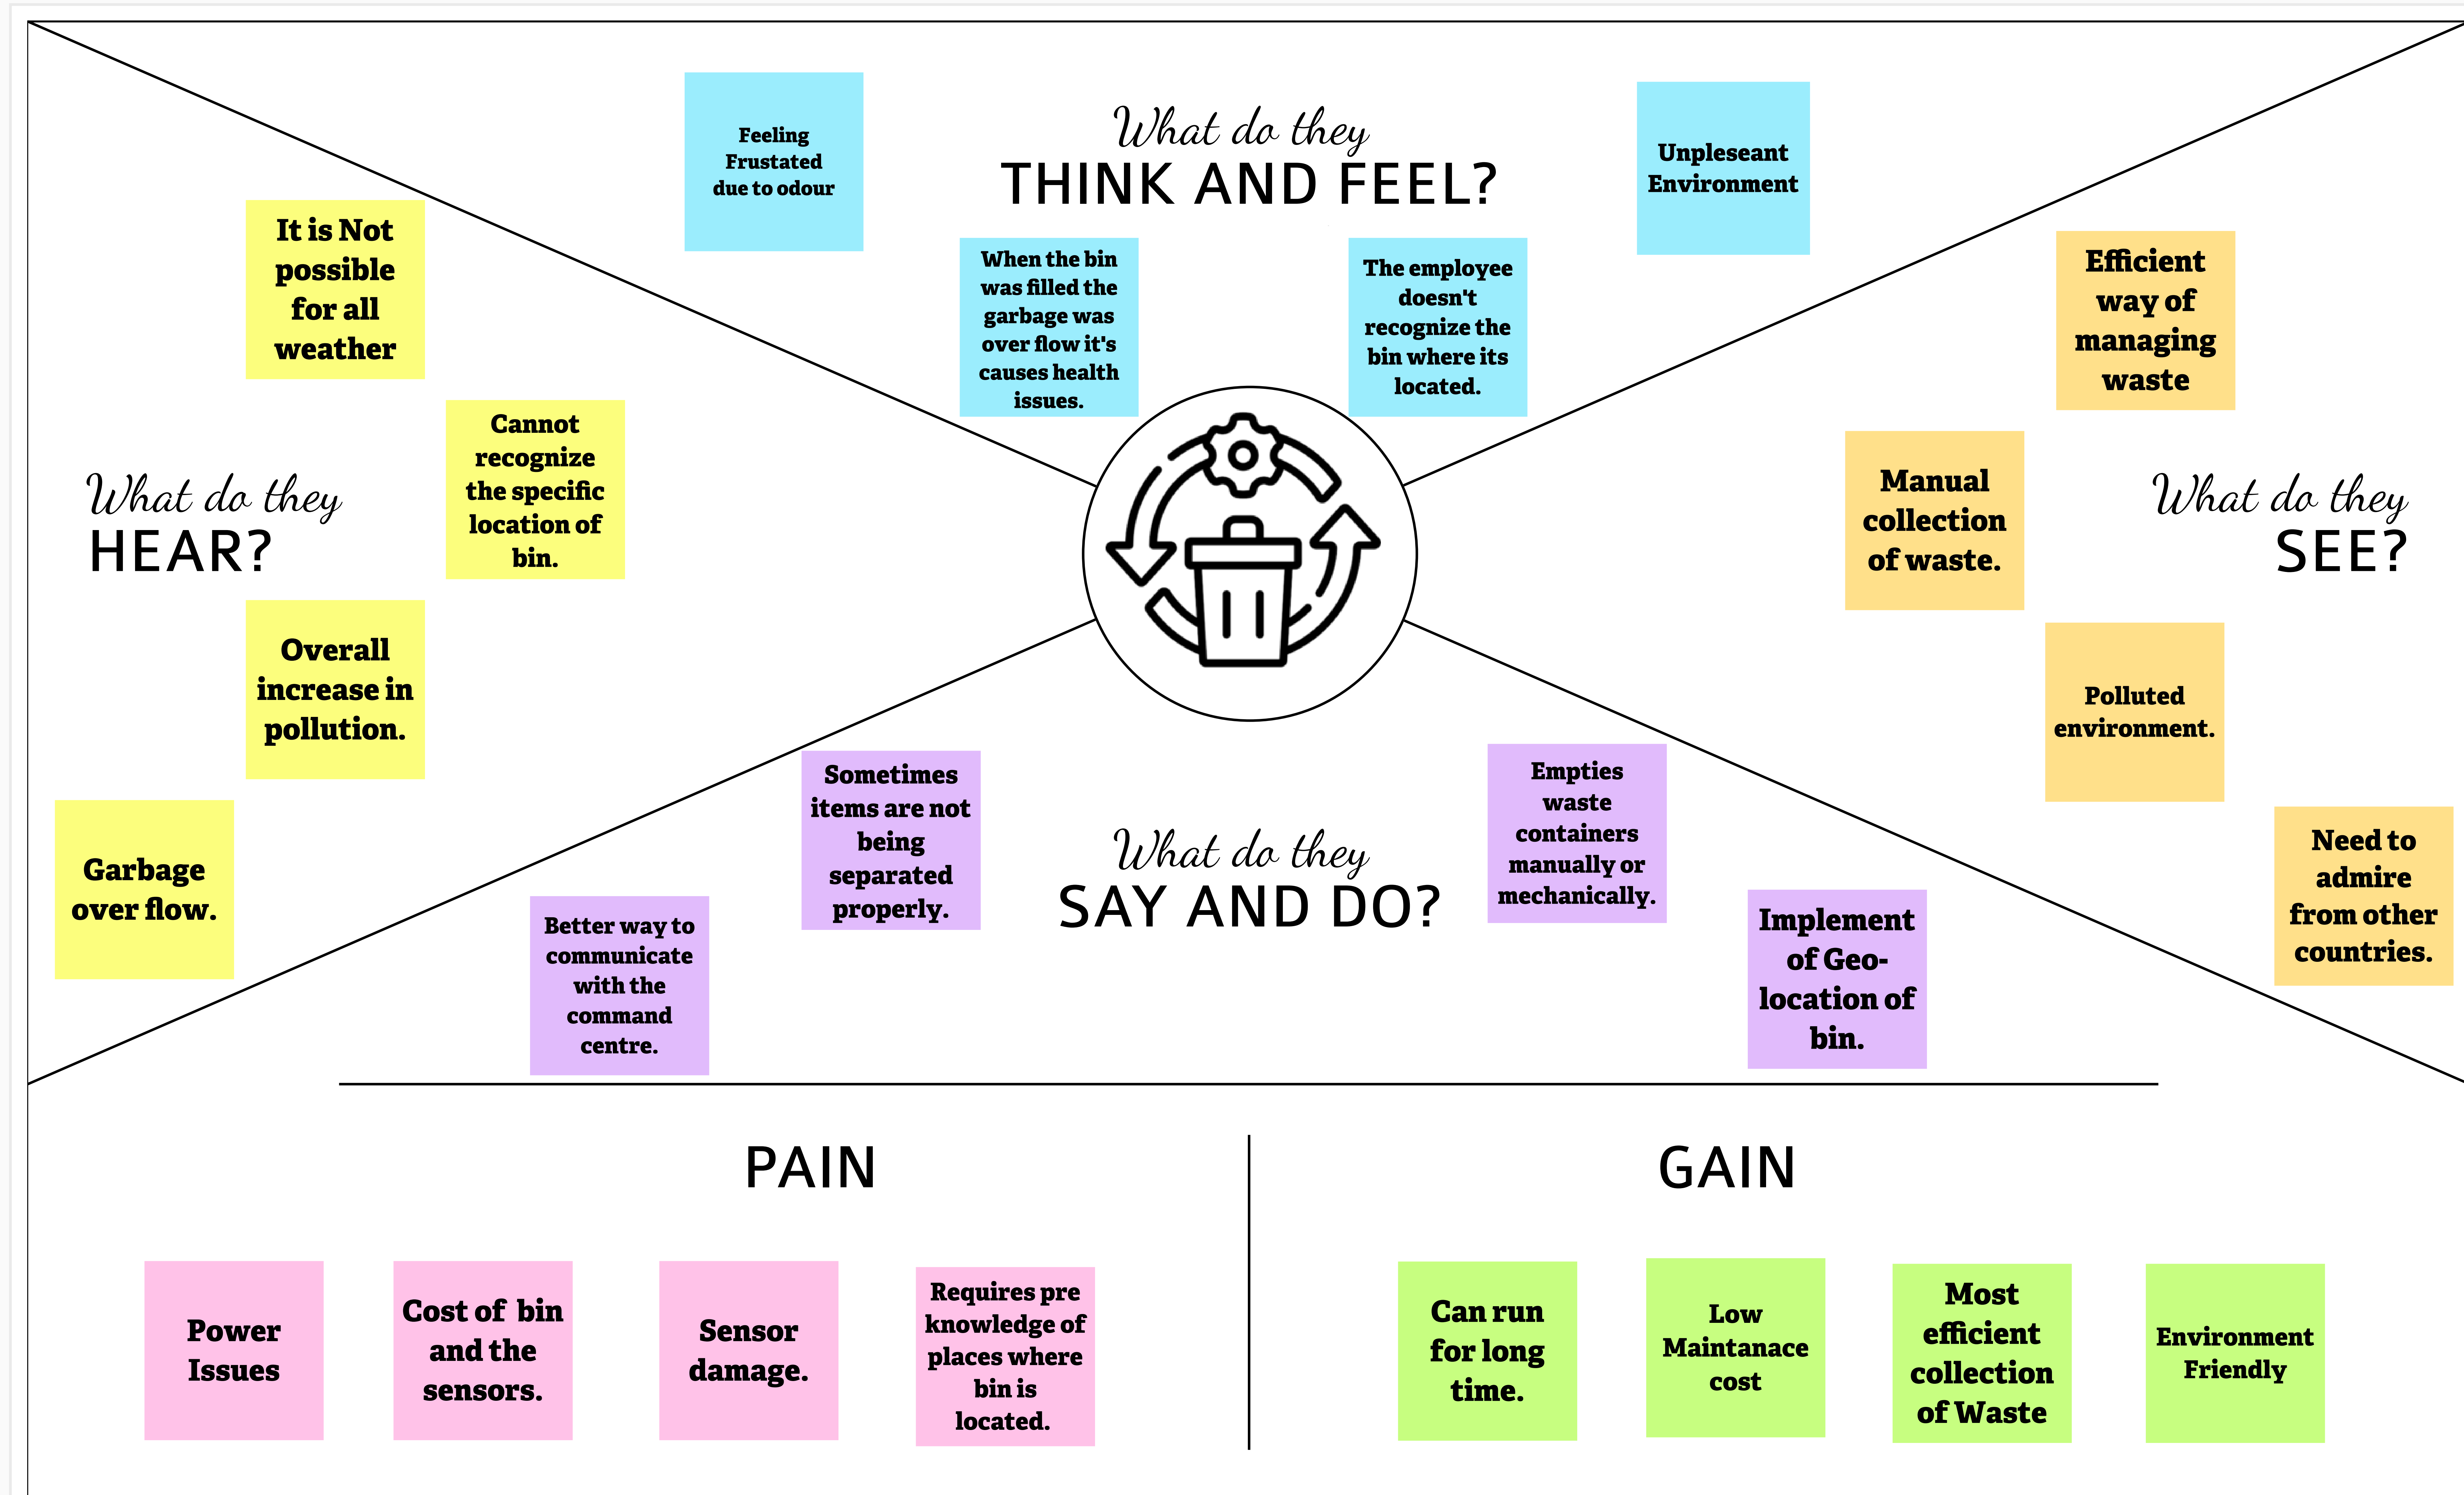 What do they
THINK AND FEEL?
Feeling
Frustated
due to odour
When the bin
was filled the
garbage was
over flow it's
causes health
issues.
The employee
doesn't
recognize the
bin where its
located.
Unpleseant
Environment
What do they
HEAR?
It is Not
possible
for all
weather
Cannot
recognize
the specific
location of
bin.
Overall
increase in
pollution.
Garbage
over flow.
What do they
SEE?
Efficient
way of
managing
waste
Manual
collection
of waste.
Polluted
environment.
Need to
admire
from other
countries.
What do they
SAY AND DO?
Better way to
communicate
with the
command
centre.
Sometimes
items are not
being
separated
properly.
Empties
waste
containers
manually or
mechanically.
Implement
of Geo-
location of
bin.
PAIN
Power
Issues
Cost of bin
and the
sensors.
Sensor
damage.
Requires pre
knowledge of
places where
bin is
located.
GAIN
Can run
for long
time.
Low
Maintanace
cost
Most
efficient
collection
of Waste
Environment
Friendly